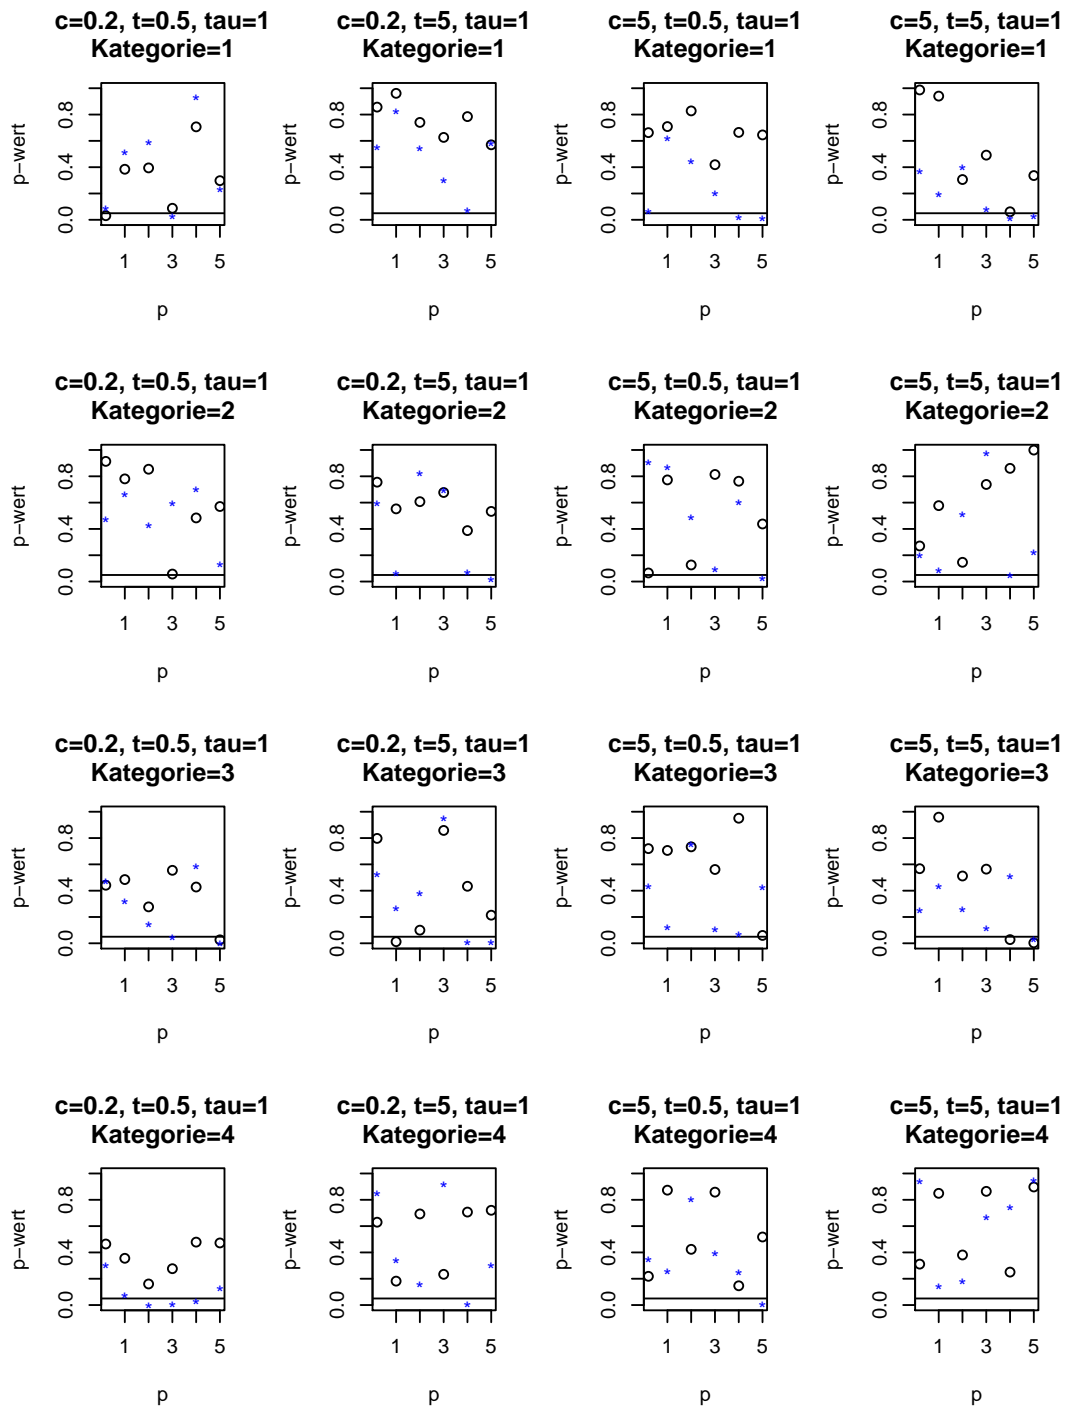 c=0.2, t=0.5, tau=1
Kategorie=1
p−wert
0.0 0.4 0.8
1 3 5
p
c=0.2, t=5, tau=1
Kategorie=1
p−wert
0.0 0.4 0.8
1 3 5
p
c=5, t=0.5, tau=1
Kategorie=1
p−wert
0.0 0.4 0.8
1 3 5
p
c=5, t=5, tau=1
Kategorie=1
p−wert
0.0 0.4 0.8
1 3 5
p
c=0.2, t=0.5, tau=1
Kategorie=2
p−wert
0.0 0.4 0.8
1 3 5
p
c=0.2, t=5, tau=1
Kategorie=2
p−wert
0.0 0.4 0.8
1 3 5
p
c=5, t=0.5, tau=1
Kategorie=2
p−wert
0.0 0.4 0.8
1 3 5
p
c=5, t=5, tau=1
Kategorie=2
p−wert
0.0 0.4 0.8
1 3 5
p
c=0.2, t=0.5, tau=1
Kategorie=3
p−wert
0.0 0.4 0.8
1 3 5
p
c=0.2, t=5, tau=1
Kategorie=3
p−wert
0.0 0.4 0.8
1 3 5
p
c=5, t=0.5, tau=1
Kategorie=3
p−wert
0.0 0.4 0.8
1 3 5
p
c=5, t=5, tau=1
Kategorie=3
p−wert
0.0 0.4 0.8
1 3 5
p
c=0.2, t=0.5, tau=1
Kategorie=4
p−wert
0.0 0.4 0.8
1 3 5
p
c=0.2, t=5, tau=1
Kategorie=4
p−wert
0.0 0.4 0.8
1 3 5
p
c=5, t=0.5, tau=1
Kategorie=4
p−wert
0.0 0.4 0.8
1 3 5
p
c=5, t=5, tau=1
Kategorie=4
p−wert
0.0 0.4 0.8
1 3 5
p